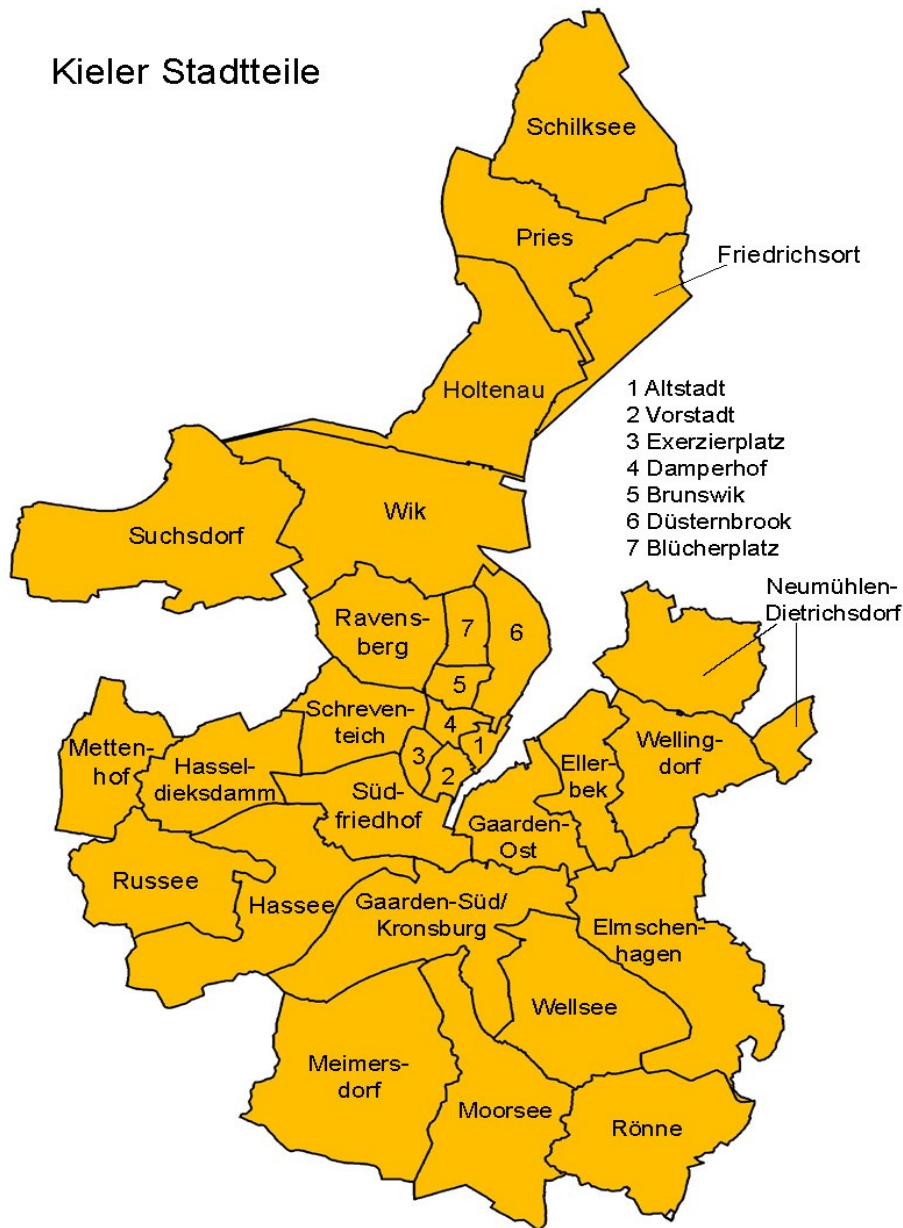 Kieler Stadtteile
Schilksee
Pries
Friedrichsort
Holtenau
1 Altstadt
2 Vorstadt
3 Exerzierplatz
4 Damperhof
5 Brunswik
6 Düsternbrook
7 Blücherplatz
Wik
Suchsdorf
Neumühlen-
Dietrichsdorf
Ravens-
berg
7
6
5
Schreven-
teich
4
3
1
2
Metten-
hof
Hassel-
dieksdamm
Süd-
friedhof
Welling-
dorf
Eller-
bek
Gaarden-
Ost
Russee
Hassee
Gaarden-Süd/
Kronsburg
Elmschen-
hagen
Wellsee
Meimers-
dorf
Moorsee
Rönne